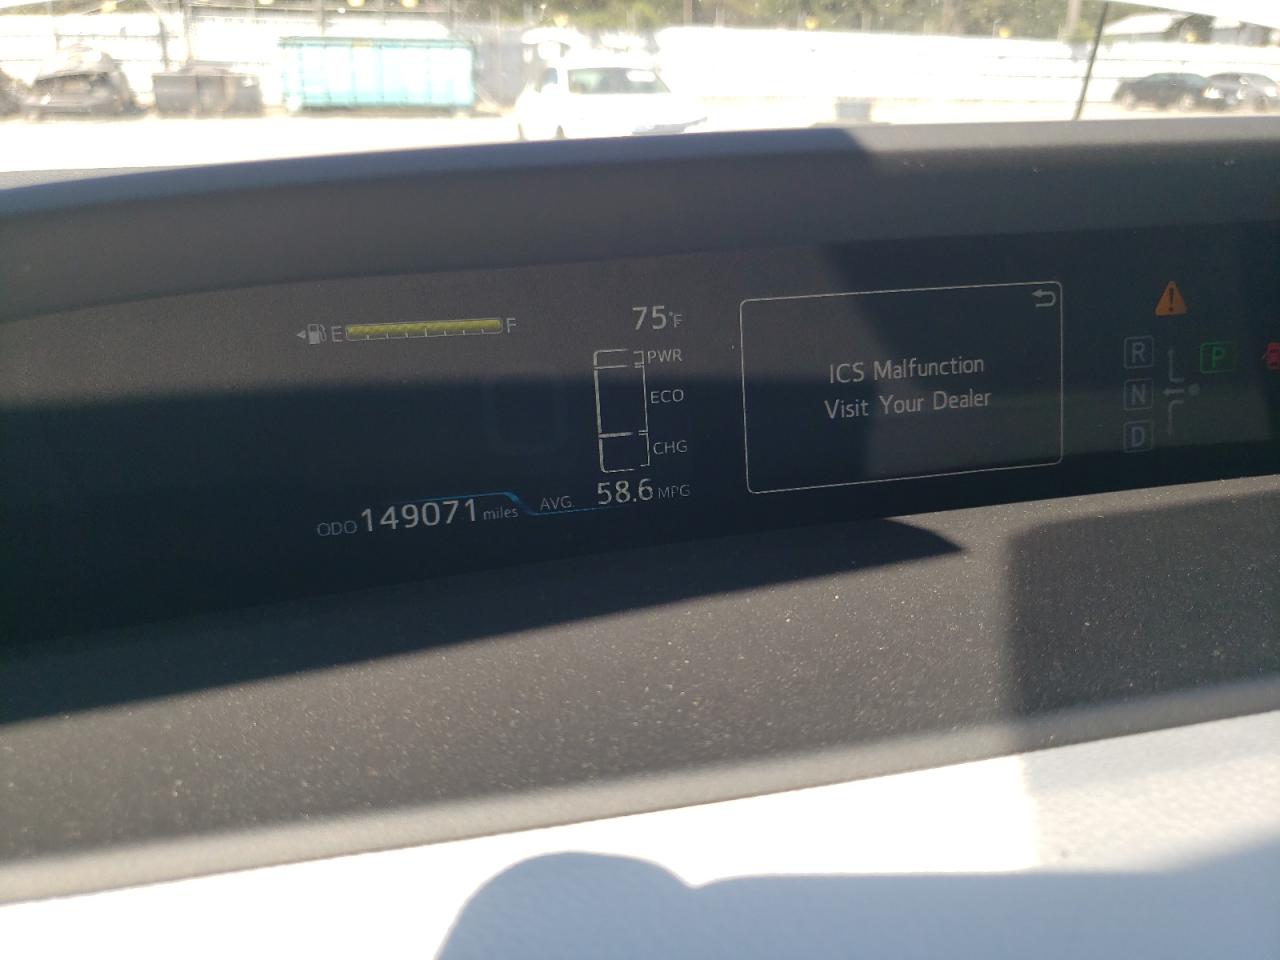 E F
75°F
PWR
ECO
CHG
ODO 149071 miles
AVG. 58.6 MPG
ICS Malfunction
Visit Your Dealer
R
N
D
P